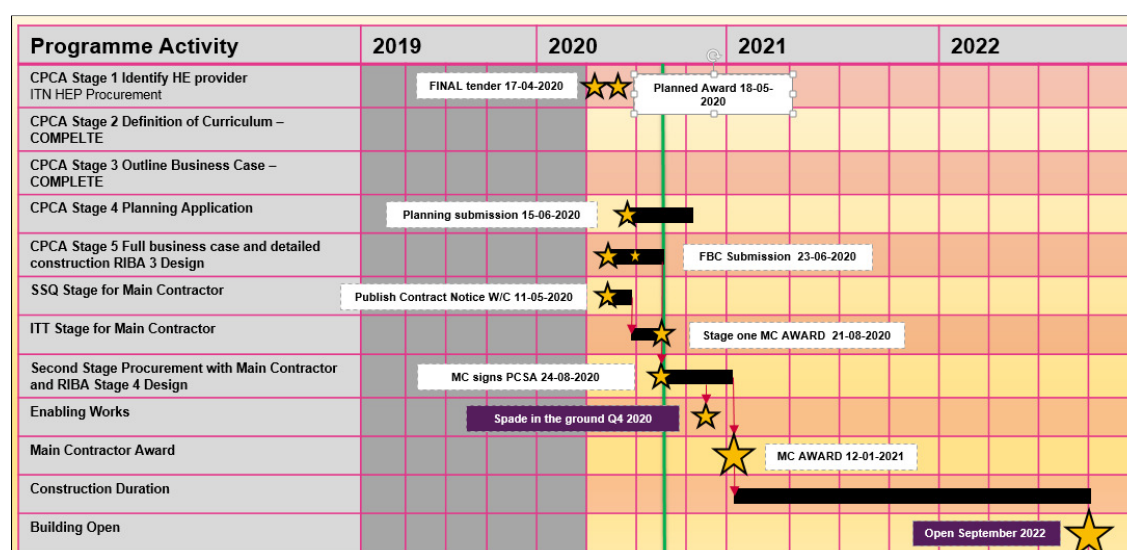 Programme Activity 2019 2020 2021 2022
CPCA Stage 1 Identify HE provider
ITN HEP Procurement
FINAL tender 17-04-2020
Planned Award 18-05-
2020
CPCA Stage 2 Definition of Curriculum –
COMPELTE
CPCA Stage 3 Outline Business Case –
COMPLETE
CPCA Stage 4 Planning Application
Planning submission 15-06-2020
CPCA Stage 5 Full business case and detailed
construction RIBA 3 Design
FBC Submission 23-06-2020
SSQ Stage for Main Contractor
Publish Contract Notice W/C 11-05-2020
ITT Stage for Main Contractor
Stage one MC AWARD 21-08-2020
Second Stage Procurement with Main Contractor
and RIBA Stage 4 Design
MC signs PCSA 24-08-2020
Enabling Works
Spade in the ground Q4 2020
Main Contractor Award
MC AWARD 12-01-2021
Construction Duration
Building Open
Open September 2022